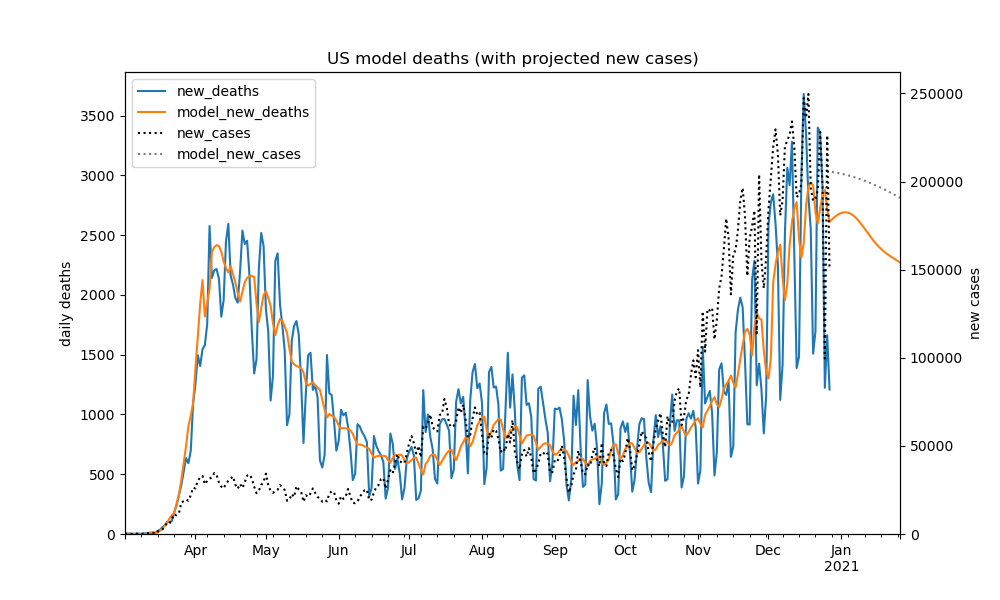 US model deaths (with projected new cases)
new_deaths
model_new_deaths
new_cases
model_new_cases
daily deaths
3500
3000
2500
2000
1500
1000
500
0
250000
200000
150000
100000
50000
0
new cases
Apr May Jun Jul Aug Sep Oct Nov Dec Jan
2021